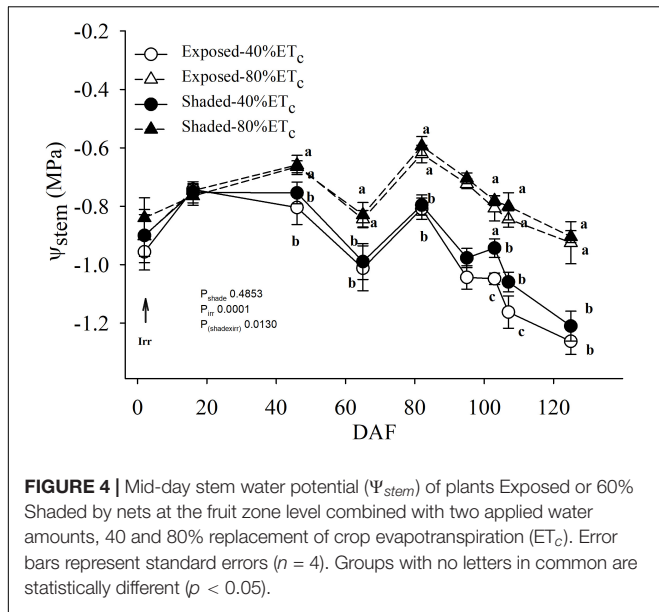 -0.2
-0.4
-0.6
-0.8
-1.0
-1.2
Ψstem (MPa)
Exposed-40%ETc
Exposed-80%ETc
Shaded-40%ETc
Shaded-80%ETc
a
a
b
b
a
a
b
b
a
a
b
b
a
a
b
c
a
a
b
c
a
a
b
b
Pshade 0.4853
Pirr 0.0001
P(shadexirr) 0.0130
Irr
0 20 40 60 80 100 120
DAF
FIGURE 4 | Mid-day stem water potential (Ψstem) of plants Exposed or 60%
Shaded by nets at the fruit zone level combined with two applied water
amounts, 40 and 80% replacement of crop evapotranspiration (ETc). Error
bars represent standard errors (n = 4). Groups with no letters in common are
statistically different (p < 0.05).